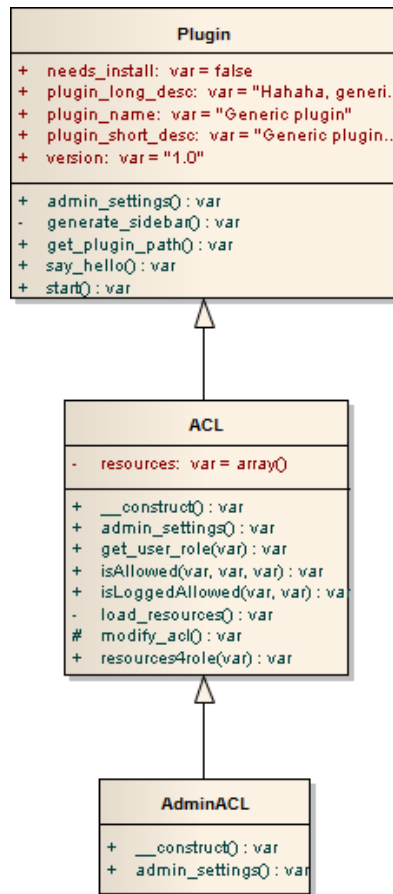 Plugin
+ needs_install: var = false
+ plugin_long_desc: var = "Hahaha, generi...
+ plugin_name: var = "Generic plugin"
+ plugin_short_desc: var = "Generic plugin...
+ version: var = "1.0"
+ admin_settings() : var
- generate_sidebar() : var
+ get_plugin_path() : var
+ say_hello() : var
+ start() : var
ACL
- resources: var = array()
+ __construct() : var
+ admin_settings() : var
+ get_user_role(var) : var
+ isAllowed(var, var, var) : var
+ isLoggedAllowed(var, var) : var
- load_resources() : var
# modify_acl() : var
+ resources4role(var) : var
AdminACL
+ __construct() : var
+ admin_settings() : var